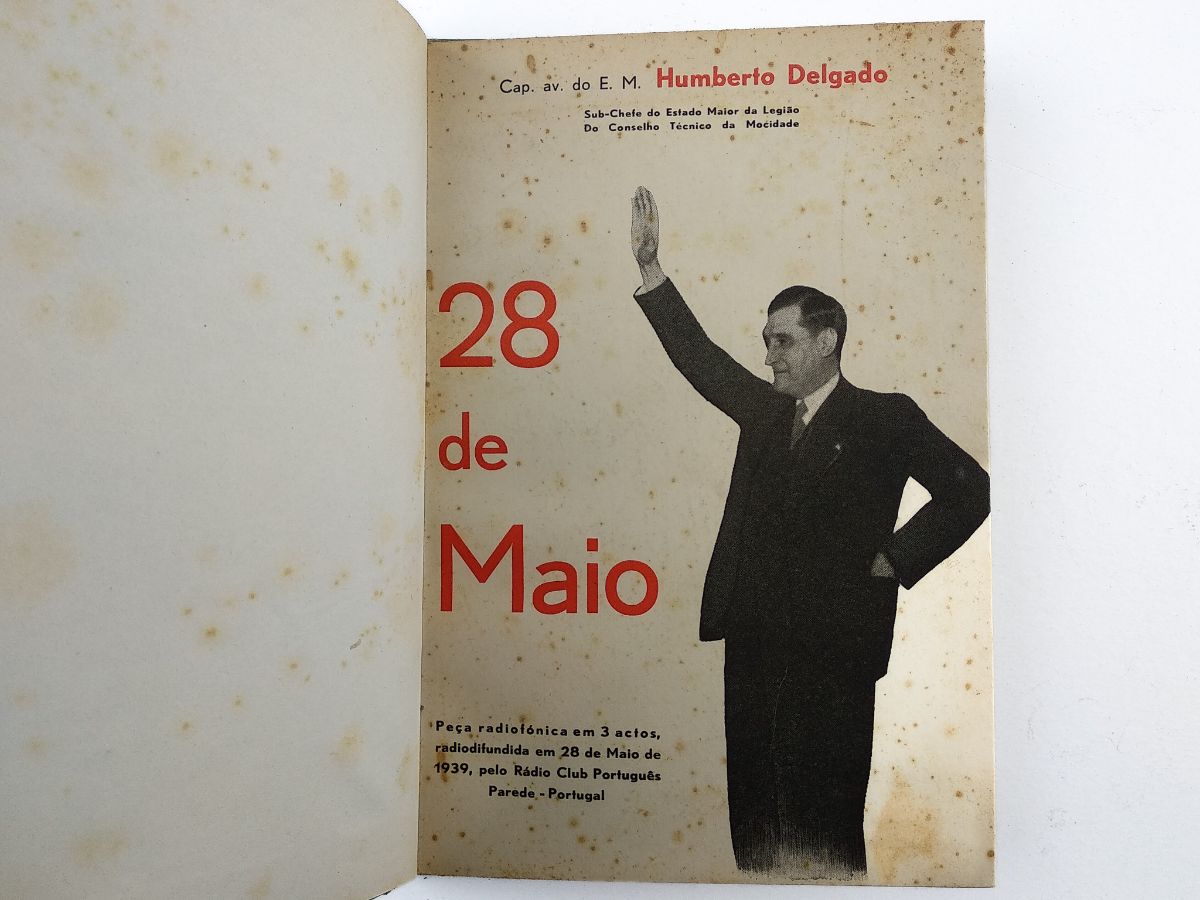 Cap. av. do E. M. Humberto Delgado
Sub-Chefe do Estado Maior da Legião
Do Conselho Técnico da Mocidade
28
de
Maio
Peça radiofónica em 3 actos,
radiodifundida em 28 de Maio de
1939, pelo Rádio Club Português
Parede - Portugal